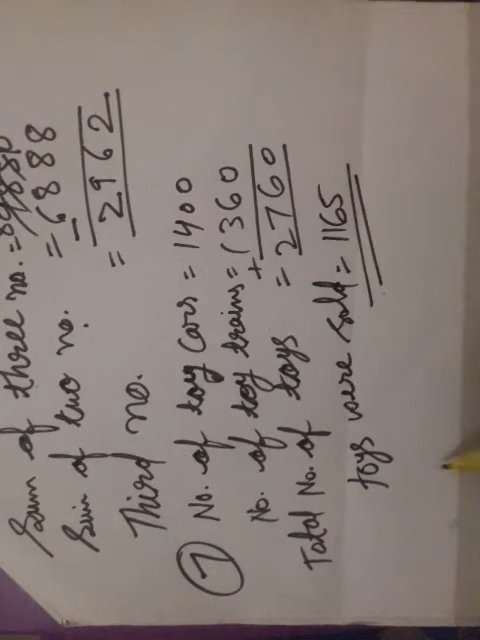 Sum of three no. = 9850
Sum of two no. = - 6888
Third no. = 2962
7 No. of toy cars = 1400
No. of toy trains = + 1360
Total No. of toys = 2760
toys were sold = 1165